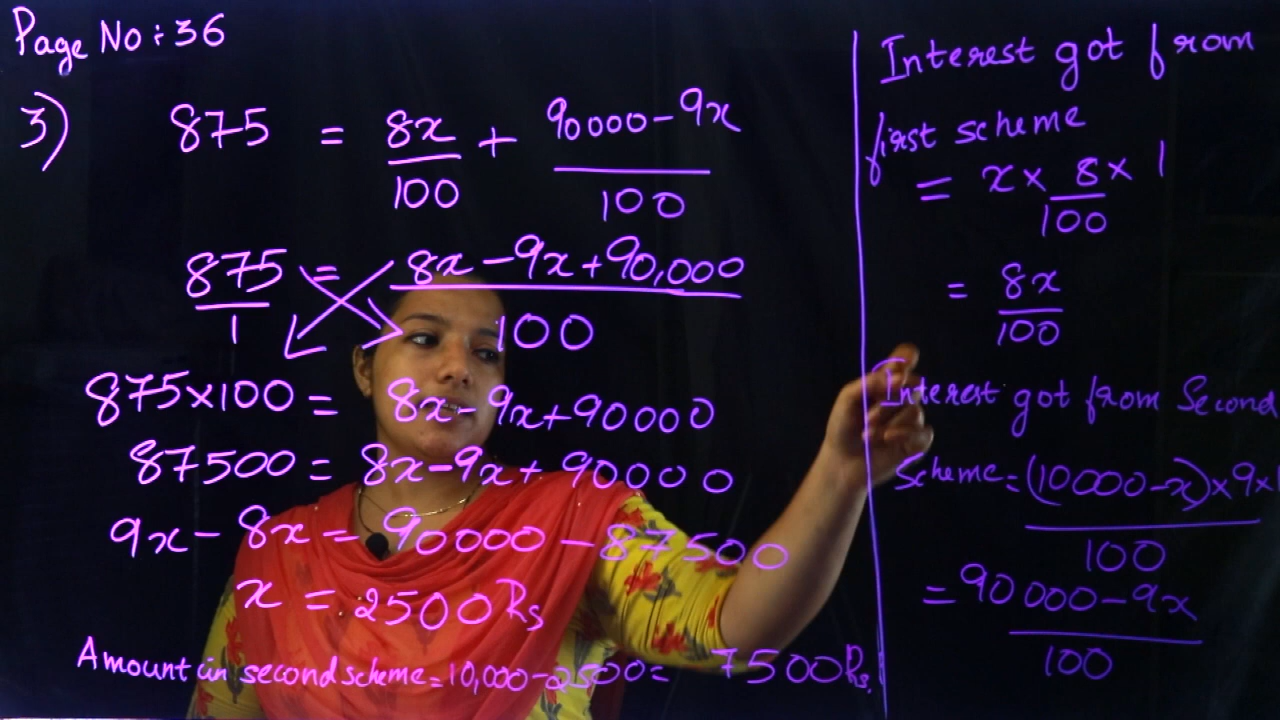 Page No: 36
3) 875 = 8x/100 + 90000-9x/100
875/1 = 8x-9x+90,000/100
875×100 = 8x-9x+90000
87500 = 8x-9x+90000
9x-8x = 90000-87500
x = 2500 Rs
Amount in second scheme = 10,000-2500 = 7500Rs.
Interest got from
first scheme
= x × 8/100 × 1
= 8x/100
Interest got from Second
Scheme = (10000-x)×9×1/100
= 90000-9x/100